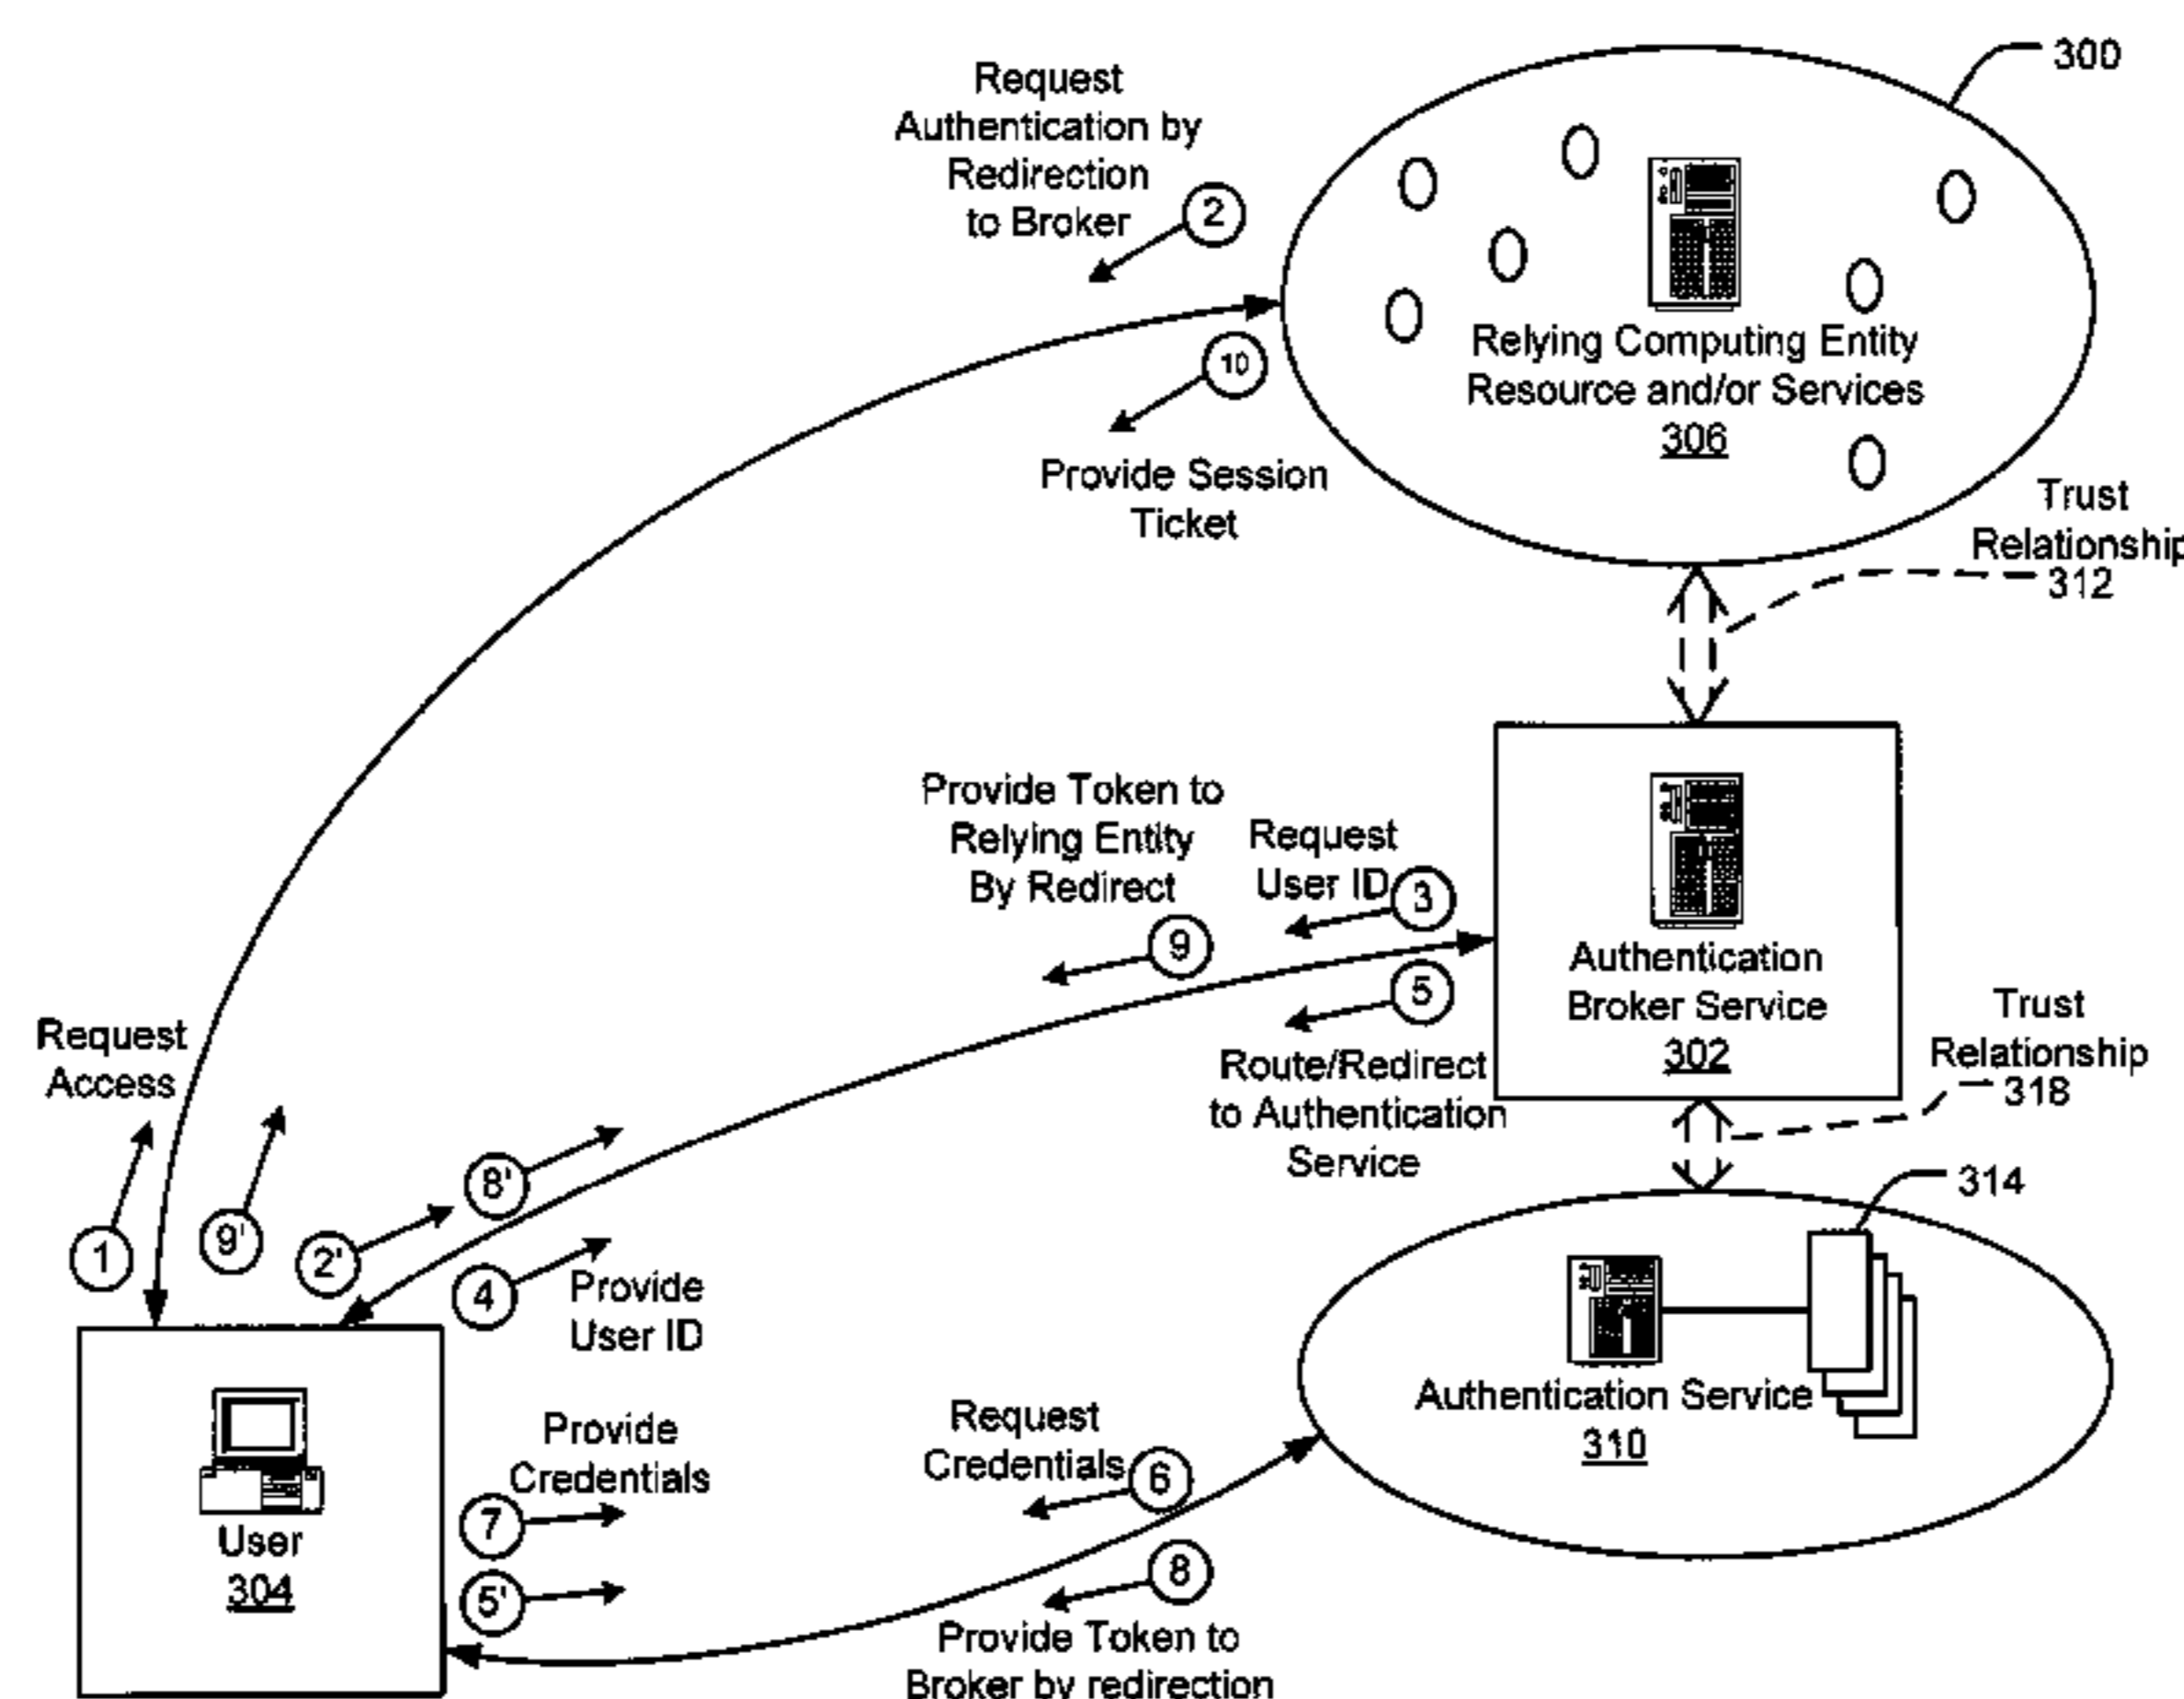 300
Request
Authentication by
Redirection
to Broker
2
10
Provide Session
Ticket
Relying Computing Entity
Resource and/or Services
306
Trust
Relationship
312
Provide Token to
Relying Entity
By Redirect
9
Request
User ID
3
5
Route/Redirect
to Authentication
Service
Authentication
Broker Service
302
Trust
Relationship
318
314
Request
Access
1
9'
2'
8'
4
Provide
User ID
Authentication Service
310
Request
Credentials
6
8
Provide Token to
Broker by redirection
Provide
Credentials
7
5'
User
304